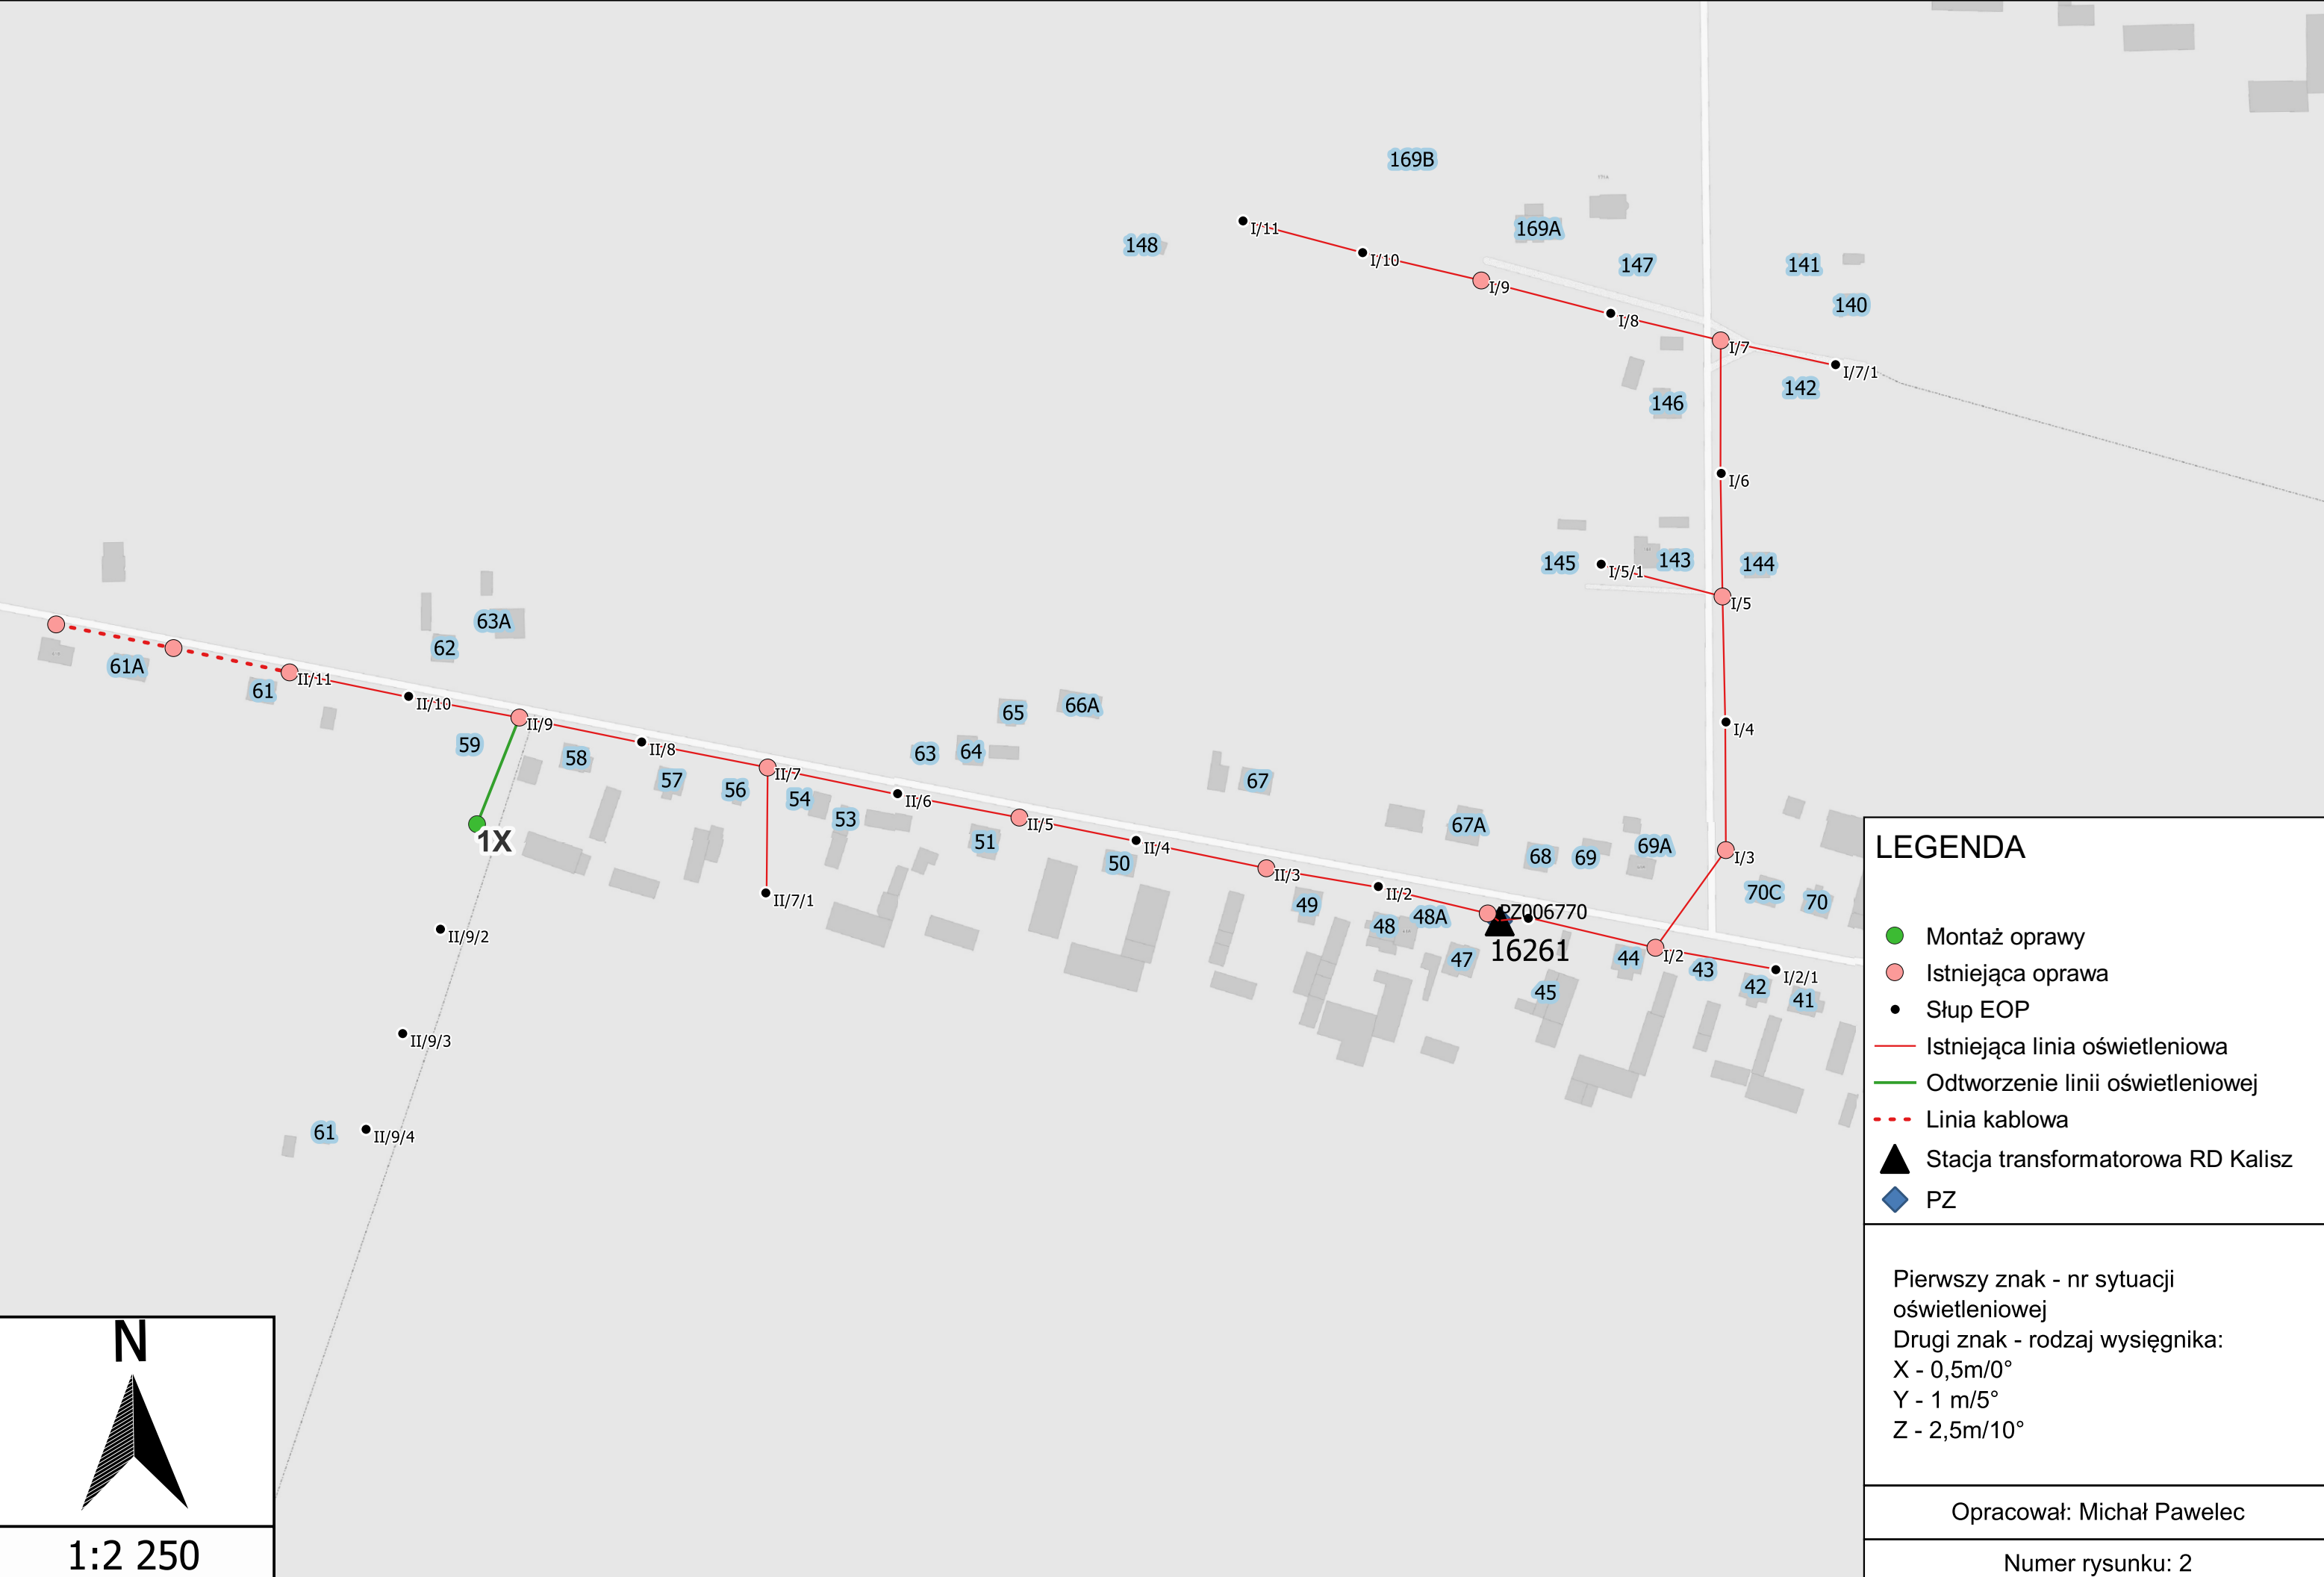 169B
169A
148
I/11
147
141
I/10
I/9
140
I/8
I/7
I/7/1
142
146
I/6
145
I/5/1
143
144
I/5
63A
62
61A
61
II/11
II/10
65
66A
II/9
I/4
59
58
II/8
63
64
57
II/7
67
56
54
II/6
53
II/5
67A
1X
51
II/4
68
69
69A
I/3
50
II/3
70C
70
II/7/1
49
II/2
48
48A
PZ006770
II/9/2
16261
47
44
I/2
43
I/2/1
45
42
41
II/9/3
61
II/9/4
LEGENDA
Montaż oprawy
Istniejąca oprawa
Słup EOP
Istniejąca linia oświetleniowa
Odtworzenie linii oświetleniowej
Linia kablowa
Stacja transformatorowa RD Kalisz
PZ
Pierwszy znak - nr sytuacji
oświetleniowej
Drugi znak - rodzaj wysięgnika:
X - 0,5m/0°
Y - 1 m/5°
Z - 2,5m/10°
Opracował: Michał Pawelec
Numer rysunku: 2
N
1:2 250